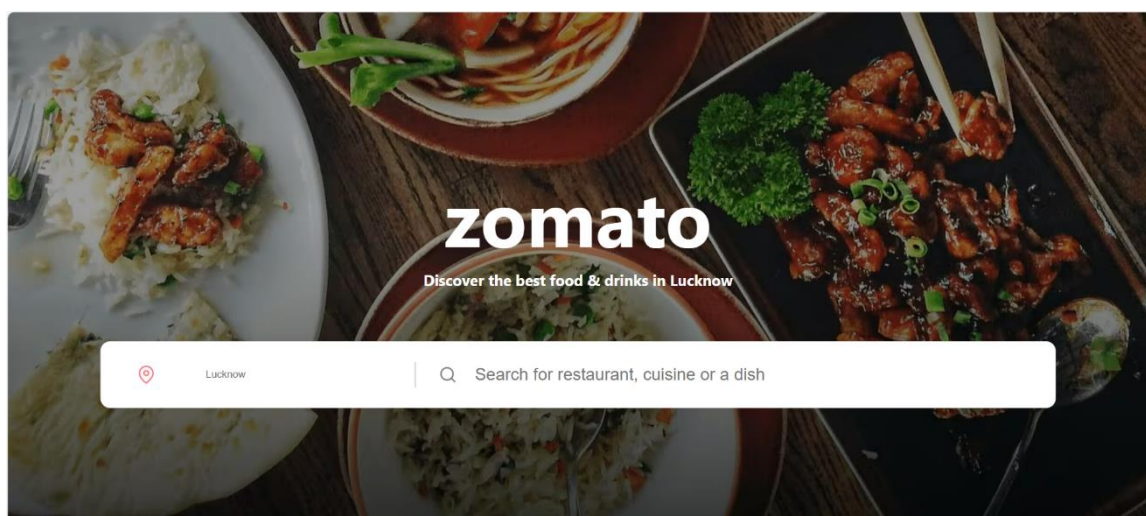 zomato
Discover the best food & drinks in Lucknow
Lucknow
Search for restaurant, cuisine or a dish